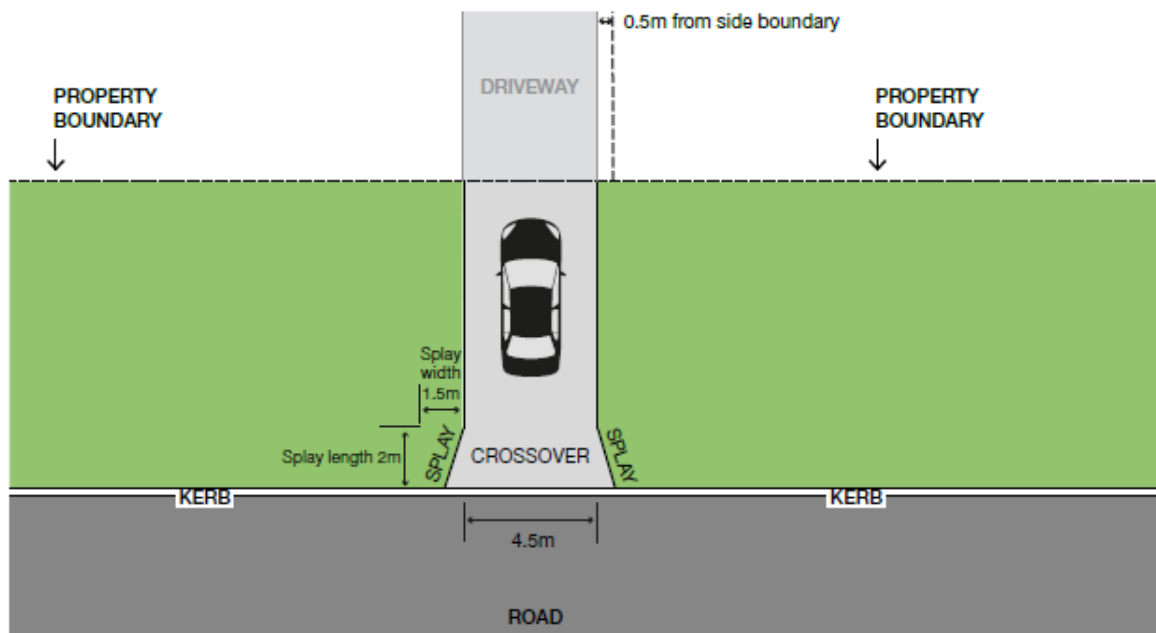 0.5m from side boundary
DRIVEWAY
PROPERTY
BOUNDARY
PROPERTY
BOUNDARY
Splay
width
1.5m
Splay length 2m
SPLAY
CROSSOVER
SPLAY
KERB
KERB
4.5m
ROAD